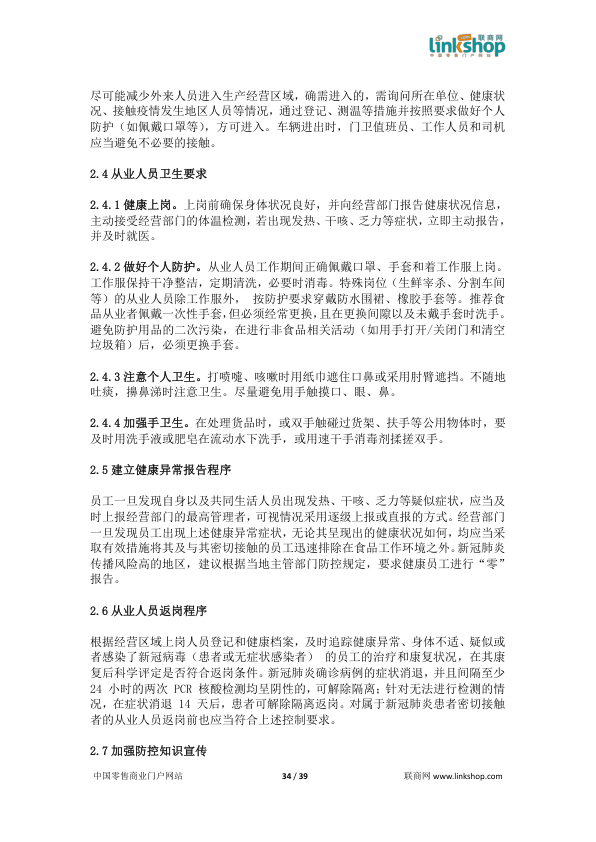 联商网
linkshop
中国零售门户网站
尽可能减少外来人员进入生产经营区域，确需进入的，需询问所在单位、健康状
况、接触疫情发生地区人员等情况，通过登记、测温等措施并按照要求做好个人
防护（如佩戴口罩等），方可进入。车辆进出时，门卫值班员、工作人员和司机
应当避免不必要的接触。
2.4 从业人员卫生要求
2.4.1 健康上岗。上岗前确保身体状况良好，并向经营部门报告健康状况信息，
主动接受经营部门的体温检测，若出现发热、干咳、乏力等症状，立即主动报告，
并及时就医。
2.4.2 做好个人防护。从业人员工作期间正确佩戴口罩、手套和着工作服上岗。
工作服保持干净整洁，定期清洗，必要时消毒。特殊岗位（生鲜宰杀、分割车间
等）的从业人员除工作服外， 按防护要求穿戴防水围裙、橡胶手套等。推荐食
品从业者佩戴一次性手套,但必须经常更换,且在更换间隙以及未戴手套时洗手。
避免防护用品的二次污染，在进行非食品相关活动（如用手打开/关闭门和清空
垃圾箱）后，必须更换手套。
2.4.3 注意个人卫生。打喷嚏、咳嗽时用纸巾遮住口鼻或采用肘臂遮挡。不随地
吐痰，擤鼻涕时注意卫生。尽量避免用手触摸口、眼、鼻。
2.4.4 加强手卫生。在处理货品时，或双手触碰过货架、扶手等公用物体时，要
及时用洗手液或肥皂在流动水下洗手，或用速干手消毒剂揉搓双手。
2.5 建立健康异常报告程序
员工一旦发现自身以及共同生活人员出现发热、干咳、乏力等疑似症状，应当及
时上报经营部门的最高管理者，可视情况采用逐级上报或直报的方式。经营部门
一旦发现员工出现上述健康异常症状，无论其呈现出的健康状况如何，均应当采
取有效措施将其及与其密切接触的员工迅速排除在食品工作环境之外。新冠肺炎
传播风险高的地区，建议根据当地主管部门防控规定，要求健康员工进行“零”
报告。
2.6 从业人员返岗程序
根据经营区域上岗人员登记和健康档案，及时追踪健康异常、身体不适、疑似或
者感染了新冠病毒（患者或无症状感染者） 的员工的治疗和康复状况，在其康
复后科学评定是否符合返岗条件。新冠肺炎确诊病例的症状消退，并且间隔至少
24 小时的两次 PCR 核酸检测均呈阴性的，可解除隔离；针对无法进行检测的情
况，在症状消退 14 天后，患者可解除隔离返岗。对属于新冠肺炎患者密切接触
者的从业人员返岗前也应当符合上述控制要求。
2.7 加强防控知识宣传
中国零售商业门户网站 34 / 39 联商网 www.linkshop.com